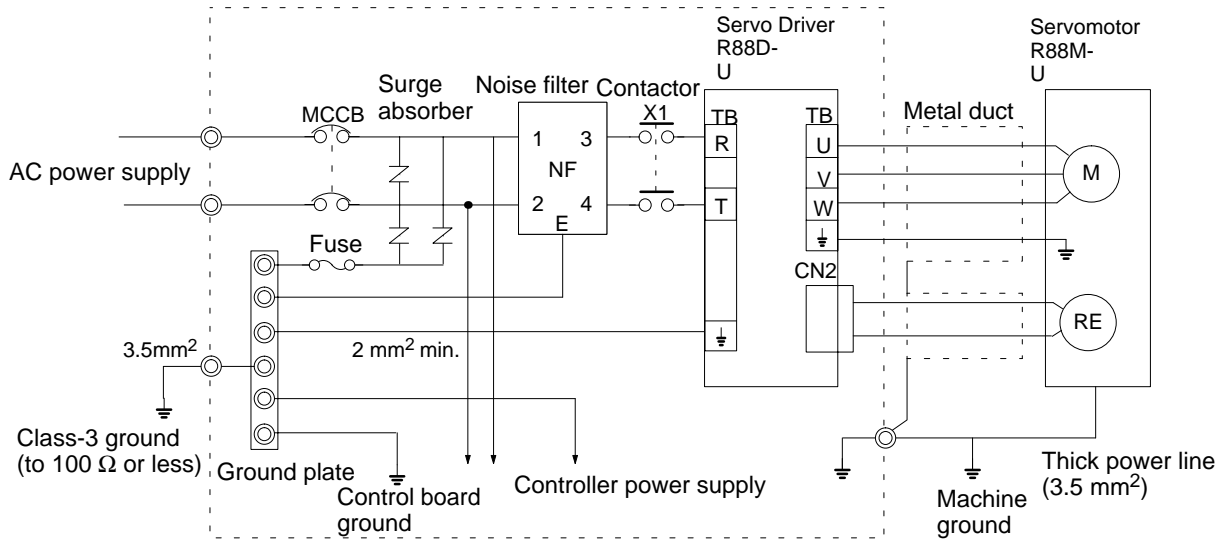 Servo Driver
R88D-
U
Servomotor
R88M-
U
Surge
absorber
Noise filter
Contactor
MCCB
X1
TB
TB
Metal duct
1
3
R
U
AC power supply
NF
V
M
2
4
T
W
E
Fuse
CN2
RE
3.5mm²
2 mm² min.
Class-3 ground
(to 100 Ω or less)
Ground plate
Control board
ground
Controller power supply
Machine
ground
Thick power line
(3.5 mm²)